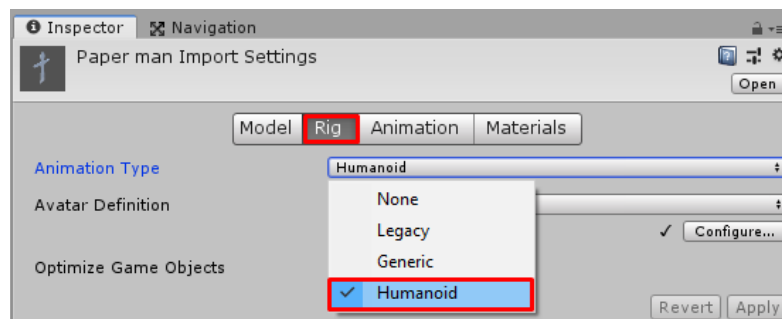 Inspector Navigation
Paper man Import Settings
Open
Model Rig Animation Materials
Animation Type Humanoid
None
Avatar Definition
Legacy
Configure...
Generic
Optimize Game Objects
Humanoid
Revert Apply